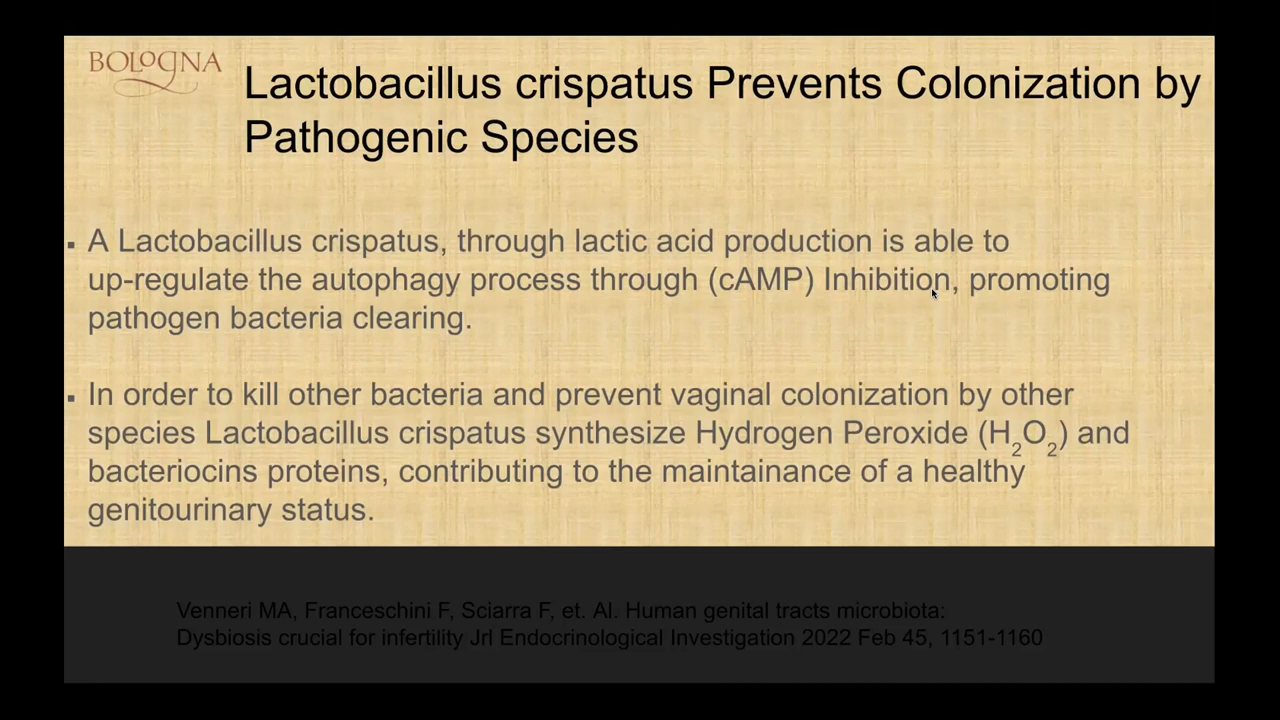 BOLOGNA
Lactobacillus crispatus Prevents Colonization by
Pathogenic Species
▪ A Lactobacillus crispatus, through lactic acid production is able to
up-regulate the autophagy process through (cAMP) Inhibition, promoting
pathogen bacteria clearing.
▪ In order to kill other bacteria and prevent vaginal colonization by other
species Lactobacillus crispatus synthesize Hydrogen Peroxide (H₂O₂) and
bacteriocins proteins, contributing to the maintainance of a healthy
genitourinary status.
Venneri MA, Franceschini F, Sciarra F, et. Al. Human genital tracts microbiota:
Dysbiosis crucial for infertility Jrl Endocrinological Investigation 2022 Feb 45, 1151-1160